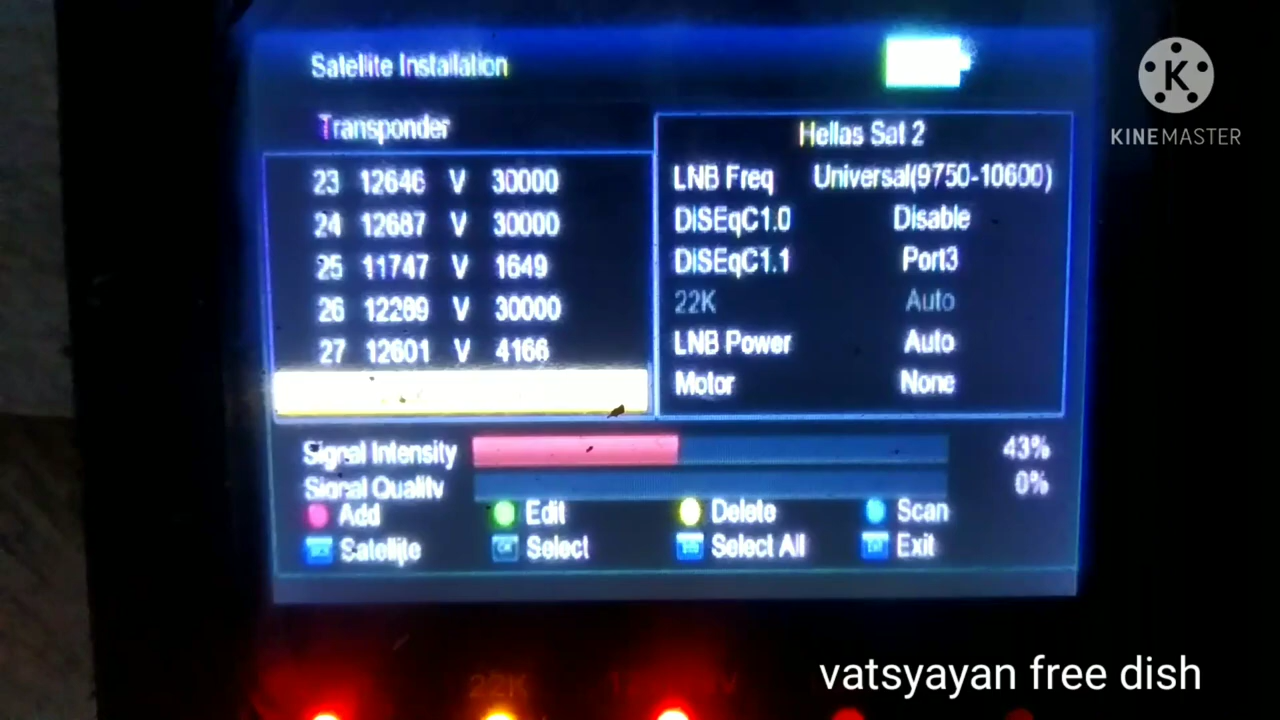 Satellite Installation
K
KINEMASTER
Transponder
23 12646 V 30000
24 12687 V 30000
25 11747 V 1649
26 12289 V 30000
27 12601 V 4166
Hellas Sat 2
LNB Freq Universal(9750-10600)
DiSEqC1.0 Disable
DiSEqC1.1 Port3
22K Auto
LNB Power Auto
Motor None
Signal Intensity 43%
Signal Quality 0%
Add Edit Delete Scan
Satellite Select Select All Exit
22K
vatsyayan free dish